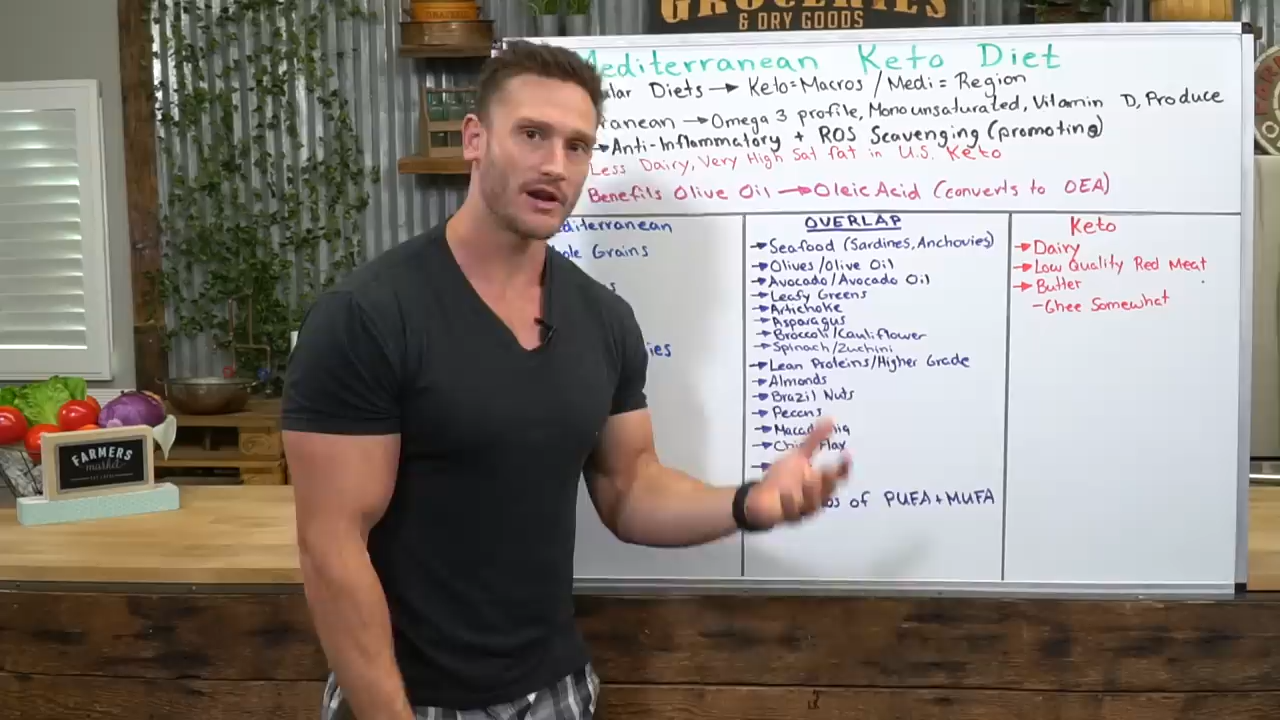 GROCERIES
& DRY GOODS
Mediterranean Keto Diet
Diets → Keto=Macros / Medi = Region
→ Omega 3 profile, Monounsaturated, Vitamin D, Produce
→ Anti-Inflammatory + ROS Scavenging (promoting)
Less Dairy, Very High Sat fat in U.S. Keto
Benefits Olive Oil → Oleic Acid (converts to OEA)
Mediterranean
Grains
OVERLAP
→ Seafood (Sardines, Anchovies)
→ Olives/Olive Oil
→ Avocado/Avocado Oil
→ Leafy Greens
→ Artichoke
→ Asparagus
→ Broccoli/Cauliflower
→ Spinach/Zuchini
→ Lean Proteins/Higher Grade
→ Almonds
→ Brazil Nuts
→ Pecans
→
→ Flax
→
of PUFA + MUFA
Keto
→ Dairy
→ Low Quality Red Meat
→ Butter
- Ghee Somewhat
FARMERS
market